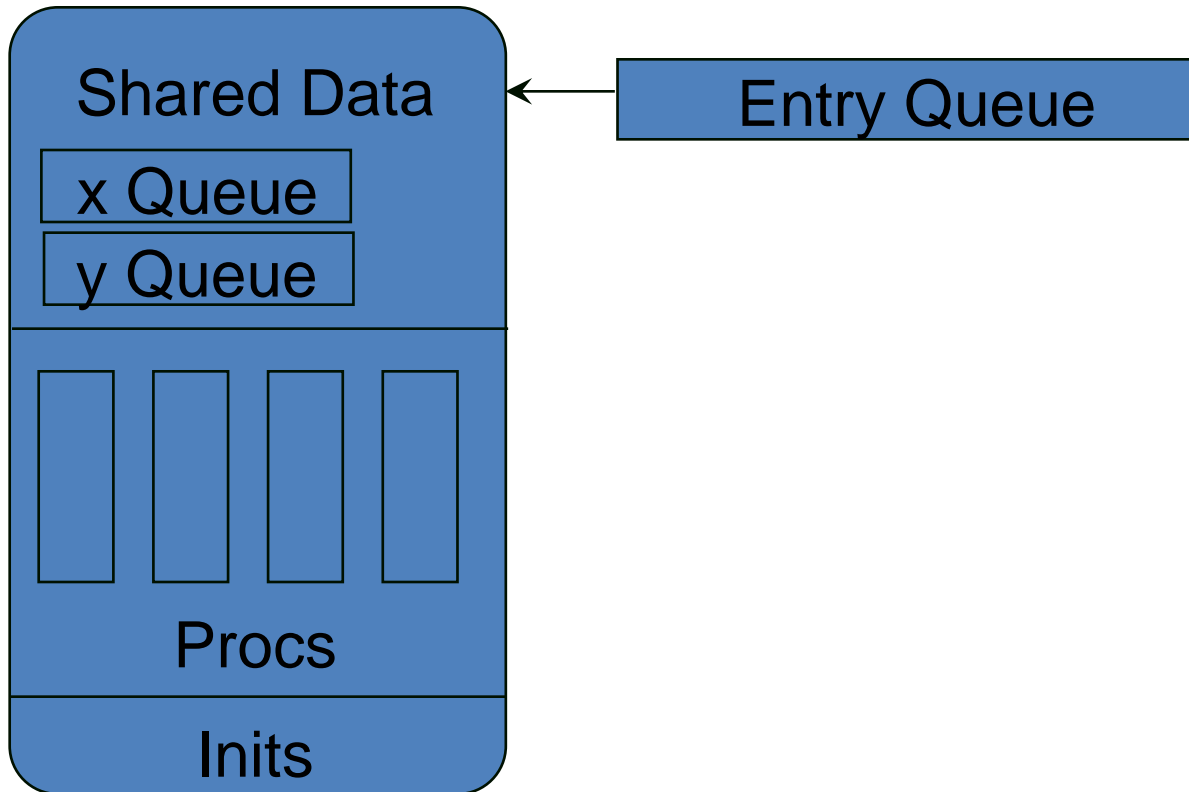 Shared Data
Entry Queue
x Queue
y Queue
Procs
Inits